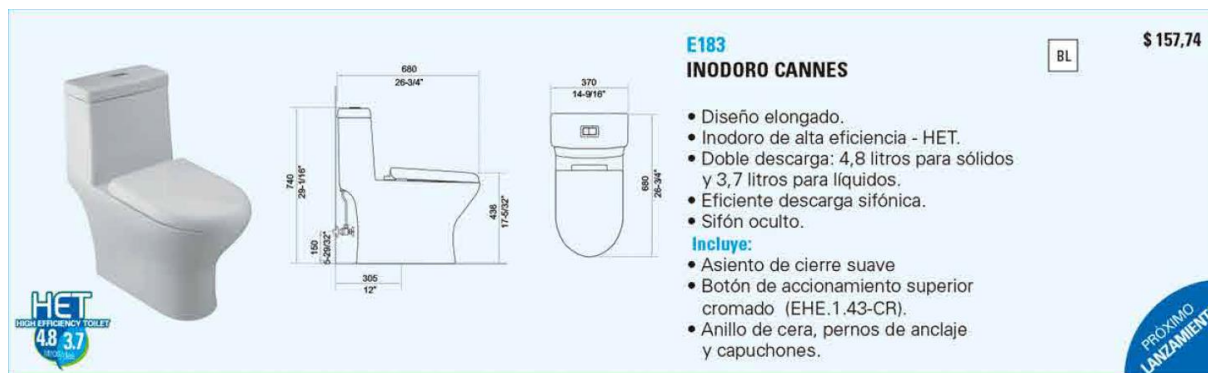 E183
INODORO CANNES
BL
$ 157,74
• Diseño elongado.
• Inodoro de alta eficiencia - HET.
• Doble descarga: 4,8 litros para sólidos
y 3,7 litros para líquidos.
• Eficiente descarga sifónica.
• Sifón oculto.
Incluye:
• Asiento de cierre suave
• Botón de accionamiento superior
cromado (EHE.1.43-CR).
• Anillo de cera, pernos de anclaje
y capuchones.
680
26-3/4"
740
29-1/16"
150
5-29/32"
305
12"
436
17-5/32"
370
14-9/16"
680
26-3/4"
HET
HIGH EFFICIENCY TOILET
4.8 3.7
PRÓXIMO
LANZAMIENT